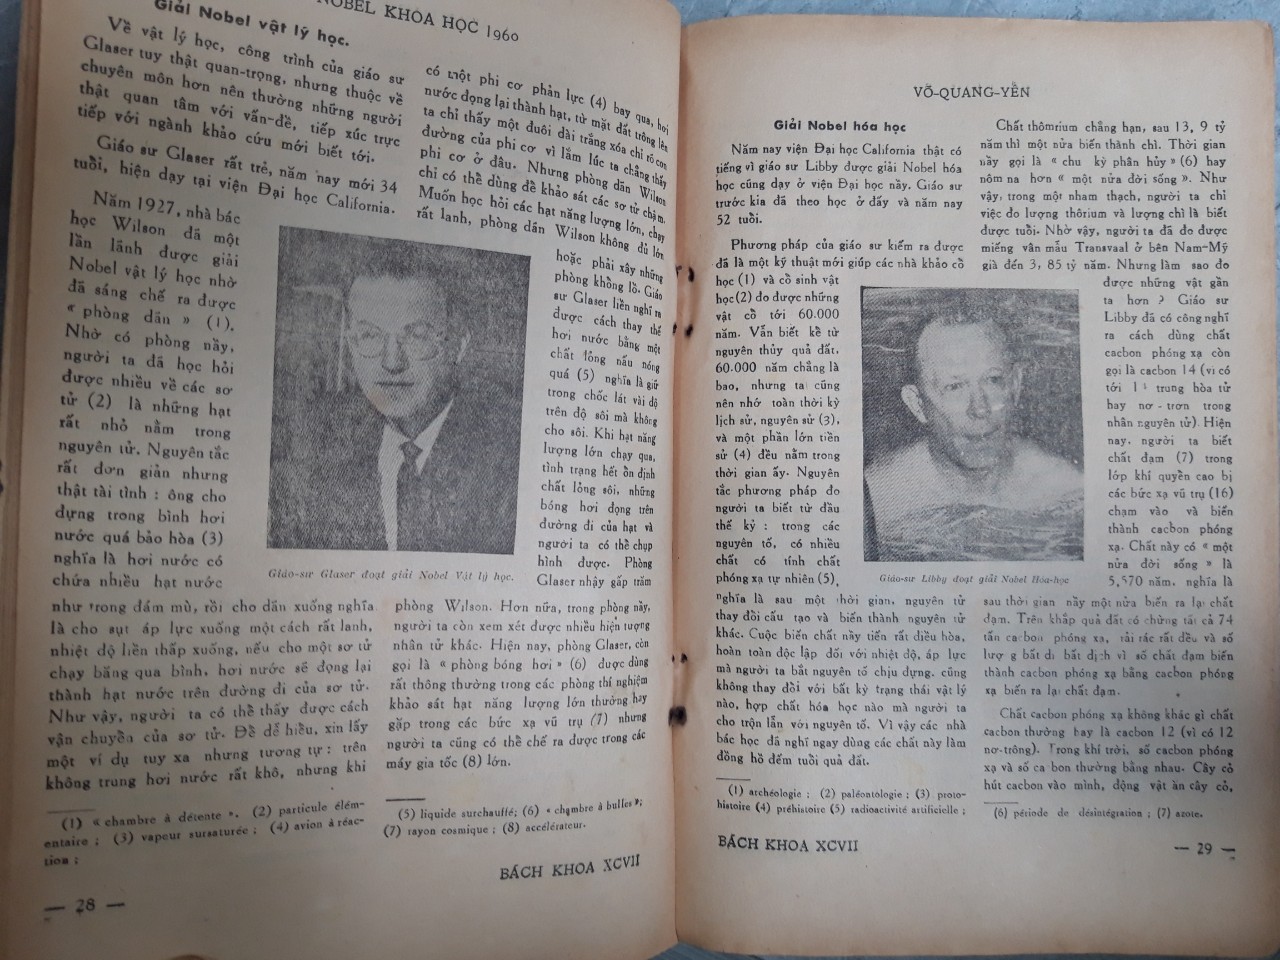 NOBEL KHOA HỌC 1960
Giải Nobel vật lý học.
Về vật lý học, công trình của giáo sư
Glaser tuy thật quan-trọng, nhưng thuộc về
chuyên môn hơn nên thường những người
thật quan tâm với vấn-đề, tiếp xúc trực
tiếp với ngành khảo cứu mới biết tới.
Giáo sư Glaser rất trẻ, năm nay mới 34
tuổi, hiện dạy tại viện Đại học California.
Năm 1927, nhà bác
học Wilson đã một
lần lãnh được giải
Nobel vật lý học nhờ
đã sáng chế ra được
« phòng dãn » (1).
Nhờ có phòng nầy,
người ta đã học hỏi
được nhiều về các sơ
tử (2) là những hạt
rất nhỏ nằm trong
nguyên tử. Nguyên tắc
rất đơn giản nhưng
thật tài tình : ông cho
đựng trong bình hơi
nước quá bảo hòa (3)
nghĩa là hơi nước có
chứa nhiều hạt nước
như trong đám mù, rồi cho dãn xuống nghĩa
là cho sụt áp lực xuống một cách rất lanh,
nhiệt độ liền thấp xuống, nếu cho một sơ tử
chạy băng qua bình, hơi nước sẽ đọng lại
thành hạt nước trên đường đi của sơ tử.
Như vậy, người ta có thể thấy được cách
vận chuyển của sơ tử. Để dễ hiểu, xin lấy
một ví dụ tuy xa nhưng tương tự : trên
không trung hơi nước rất khô, nhưng khi
(1) « chambre à détente ». (2) particule élém-
entaire ; (3) vapeur sursaturée ; (4) avion à réac-
tion ;
— 28 —
có một phi cơ phản lực (4) bay qua, hơi
nước đọng lại thành hạt, từ mặt đất trông lên
ta chỉ thấy một đuôi dài trắng xóa chỉ rõ con
đường của phi cơ vì lắm lúc ta chẳng thấy
phi cơ ở đâu. Nhưng phòng dãn Wilson
chỉ có thể dùng để khảo sát các sơ tử chậm.
Muốn học hỏi các hạt năng lượng lớn, chạy
rất lanh, phòng dãn Wilson không đủ lớn
hoặc phải xây những
phòng khổng lồ. Giáo
sư Glaser liền nghĩ ra
được cách thay thế
hơi nước bằng một
chất lỏng nấu nóng
quá (5) nghĩa là giữ
trong chốc lát vài độ
trên độ sôi mà không
cho sôi. Khi hạt năng
lượng lớn chạy qua,
tình trạng hết ổn định
chất lỏng sôi, những
bóng hơi đọng trên
đường đi của hạt và
người ta có thể chụp
hình được. Phòng
Glaser nhậy gấp trăm
Giáo-sư Glaser đoạt giải Nobel Vật lý học.
phòng Wilson. Hơn nữa, trong phòng nầy,
người ta còn xem xét được nhiều hiện tượng
nhân tử khác. Hiện nay, phòng Glaser, còn
gọi là « phòng bóng hơi » (6) được dùng
rất thông thường trong các phòng thí nghiệm
khảo sát hạt năng lượng lớn thường hay
gặp trong các bức xạ vũ trụ (7) nhưng
người ta cũng có thể chế ra được trong các
máy gia tốc (8) lớn.
(5) liquide surchauffé; (6) « chambre à bulles »;
(7) rayon cosmique ; (8) accélérateur.
BÁCH KHOA XCVII
VÕ-QUANG-YẾN
Giải Nobel hóa học
Năm nay viện Đại học California thật có
tiếng vì giáo sư Libby được giải Nobel hóa
học cũng dạy ở viện Đại học nầy. Giáo sư
trước kia đã theo học ở đấy và năm nay
52 tuổi.
Phương pháp của giáo sư kiếm ra được
đã là một kỹ thuật mới giúp các nhà khảo cổ
học (1) và cổ sinh vật
học (2) đo được những
vật cổ tới 60.000
năm. Vẫn biết kể từ
nguyên thủy quả đất,
60.000 năm chẳng là
bao, nhưng ta cũng
nên nhớ toàn thời kỳ
lịch sử, nguyên sử (3),
và một phần lớn tiền
sử (4) đều nằm trong
thời gian ấy. Nguyên
tắc phương pháp do
người ta biết từ đầu
thế kỷ : trong các
nguyên tố, có nhiều
chất có tính chất
phóng xạ tự nhiên (5),
nghĩa là sau một thời gian, nguyên tử
thay đổi cấu tạo và biến thành nguyên tử
khác. Cuộc biến chất nầy tiến rất điều hòa,
hoàn toàn độc lập đối với nhiệt độ, áp lực
mà người ta bắt nguyên tố chịu đựng, cũng
không thay đổi với bất kỳ trạng thái vật lý
nào, hợp chất hóa học nào mà người ta
cho trộn lẫn với nguyên tố. Vì vậy các nhà
bác học đã nghĩ ngay dùng các chất nầy làm
đồng hồ đếm tuổi quả đất.
(1) archéologie ; (2) paléontologie ; (3) proto-
histoire (4) préhistoire (5) radioactivité artificielle ;
BÁCH KHOA XCVII
Chất thômrium chẳng hạn, sau 13, 9 tỷ
năm thì một nửa biến thành chì. Thời gian
nầy gọi là « chu kỳ phân hủy » (6) hay
nôm na hơn « một nửa đời sống ». Như
vậy, trong một nham thạch, người ta chỉ
việc đo lượng thôrium và lượng chì là biết
được tuổi. Nhờ vậy, người ta đã đo được
miếng vân mẫu Transvaal ở bên Nam-Mỹ
già đến 3, 85 tỷ năm. Nhưng làm sao đo
được những vật gần
ta hơn ? Giáo sư
Libby đã có công nghĩ
ra cách dùng chất
cacbon phóng xạ còn
gọi là cacbon 14 (vì có
tới trung hòa tử
hay nơ-trơn trong
nhân nguyên tử). Hiện
nay, người ta biết
chất đạm (7) trong
lớp khí quyển cao bị
các bức xạ vũ trụ (16)
chạm vào và biến
thành cacbon phóng
xạ. Chất này có « một
nửa đời sống » là
5,570 năm, nghĩa là
Giáo-sư Libby đoạt giải Nobel Hóa-học
sau thời gian nầy một nửa biến ra lại chất
đạm. Trên khắp quả đất có chừng tất cả 74
tấn cacbon phóng xạ, rải rác rất đều và số
lượng bất di bất dịch vì số chất đạm biến
thành cacbon phóng xạ bằng cacbon phóng
xạ biến ra lại chất đạm.
Chất cacbon phóng xạ không khác gì chất
cacbon thường hay là cacbon 12 (vì có 12
nơ-trông). Trong khí trời, số cacbon phóng
xạ và số cacbon thường bằng nhau. Cây cỏ
hút cacbon vào mình, động vật ăn cây cỏ,
(6) période de désintégration ; (7) azote.
— 29 —